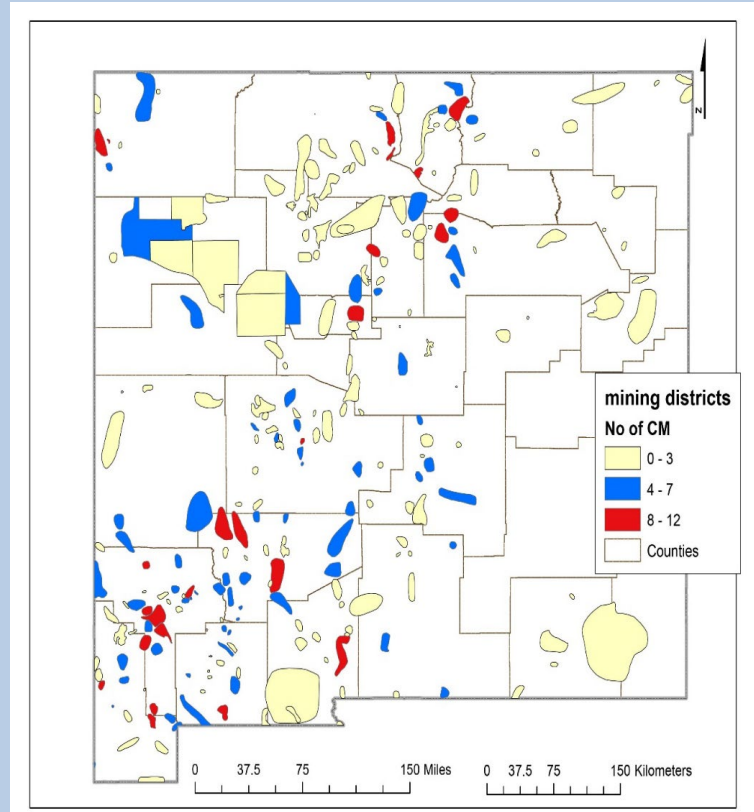 N
mining districts
No of CM
0 - 3
4 - 7
8 - 12
Counties
0 37.5 75 150 Miles
0 37.5 75 150 Kilometers